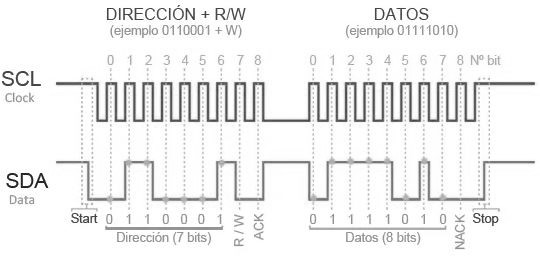 DIRECCIÓN + R/W
(ejemplo 0110001 + W)
DATOS
(ejemplo 01111010)
0 1 2 3 4 5 6 7 8 0 1 2 3 4 5 6 7 8 Nº bit
SCL
Clock
SDA
Data
Start 0 1 1 0 0 0 1 R / W ACK 0 1 1 1 1 0 1 0 NACK Stop
Dirección (7 bits) Datos (8 bits)